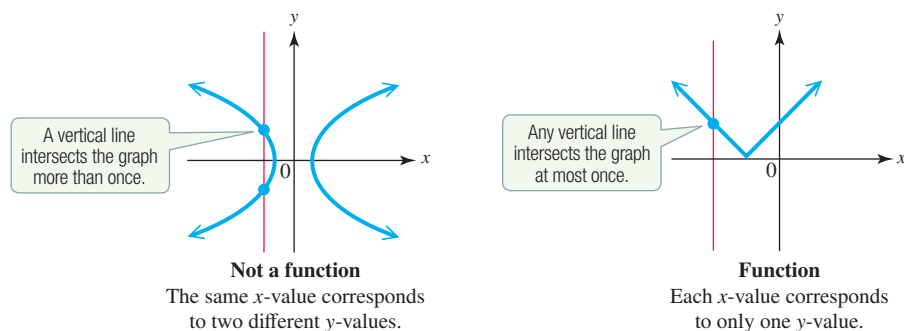 y
A vertical line
intersects the graph
more than once.
x
0
Not a function
The same x-value corresponds
to two different y-values.
y
Any vertical line
intersects the graph
at most once.
x
0
Function
Each x-value corresponds
to only one y-value.